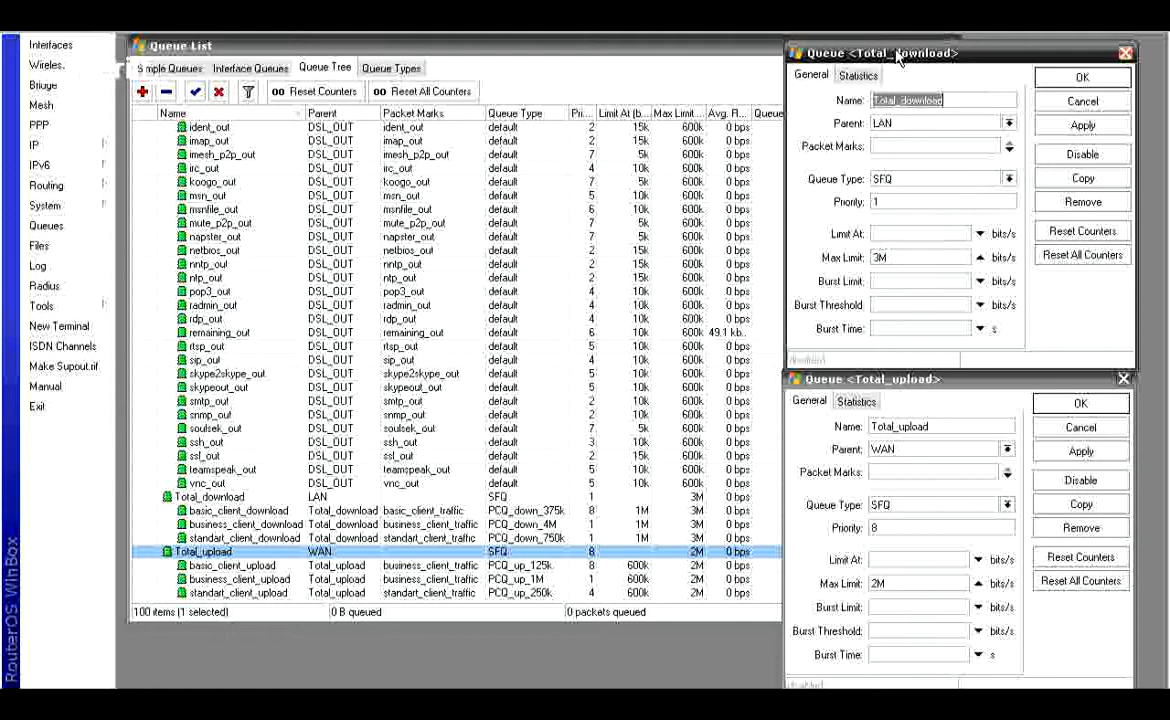 Interfaces
Wireles.
Bridge
Mesh
PPP
IP
IPv6
Routing
System
Queues
Files
Log
Radius
Tools
New Terminal
ISDN Channels
Make Supout.rif
Manual
Exit
RouterOS WinBox
Queue List
Simple Queues Interface Queues Queue Tree Queue Types
00 Reset Counters 00 Reset All Counters
Name Parent Packet Marks Queue Type Pri... Limit At (b... Max Limit... Avg. R... Queue
ident_out DSL_OUT ident_out default 2 15k 600k 0 bps
imap_out DSL_OUT imap_out default 2 15k 600k 0 bps
imesh_p2p_out DSL_OUT imesh_p2p_out default 7 5k 600k 0 bps
irc_out DSL_OUT irc_out default 4 10k 600k 0 bps
koogo_out DSL_OUT koogo_out default 7 5k 600k 0 bps
msn_out DSL_OUT msn_out default 5 10k 600k 0 bps
msnfile_out DSL_OUT msnfile_out default 6 10k 600k 0 bps
mute_p2p_out DSL_OUT mute_p2p_out default 7 5k 600k 0 bps
napster_out DSL_OUT napster_out default 7 5k 600k 0 bps
netbios_out DSL_OUT netbios_out default 2 15k 600k 0 bps
nntp_out DSL_OUT nntp_out default 2 15k 600k 0 bps
ntp_out DSL_OUT ntp_out default 2 15k 600k 0 bps
pop3_out DSL_OUT pop3_out default 4 10k 600k 0 bps
radmin_out DSL_OUT radmin_out default 4 10k 600k 0 bps
rdp_out DSL_OUT rdp_out default 4 10k 600k 0 bps
remaining_out DSL_OUT remaining_out default 6 10k 600k 49.1 kb..
rtsp_out DSL_OUT rtsp_out default 5 10k 600k 0 bps
sip_out DSL_OUT sip_out default 4 10k 600k 0 bps
skype2skype_out DSL_OUT skype2skype_out default 5 10k 600k 0 bps
skypeout_out DSL_OUT skypeout_out default 5 10k 600k 0 bps
smtp_out DSL_OUT smtp_out default 2 10k 600k 0 bps
snmp_out DSL_OUT snmp_out default 2 10k 600k 0 bps
soulsek_out DSL_OUT soulsek_out default 7 5k 600k 0 bps
ssh_out DSL_OUT ssh_out default 3 10k 600k 0 bps
ssl_out DSL_OUT ssl_out default 2 15k 600k 0 bps
teamspeak_out DSL_OUT teamspeak_out default 5 10k 600k 0 bps
vnc_out DSL_OUT vnc_out default 5 10k 600k 0 bps
Total_download LAN SFQ 1 3M 0 bps
basic_client_download Total_download basic_client_traffic PCQ_down_375k 8 1M 3M 0 bps
business_client_download Total_download business_client_traffic PCQ_down_4M 1 1M 3M 0 bps
standart_client_download Total_download standart_client_traffic PCQ_down_750k 1 1M 3M 0 bps
Total_upload WAN SFQ 8 2M 0 bps
basic_client_upload Total_upload business_client_traffic PCQ_up_125k 8 600k 2M 0 bps
business_client_upload Total_upload business_client_traffic PCQ_up_1M 1 600k 2M 0 bps
standart_client_upload Total_upload standart_client_traffic PCQ_up_250k 4 600k 2M 0 bps
100 items (1 selected) 0 B queued 0 packets queued
Queue <Total_download>
General Statistics
Name: Total_download
Parent: LAN
Packet Marks:
Queue Type: SFQ
Priority: 1
Limit At: bits/s
Max Limit: 3M bits/s
Burst Limit: bits/s
Burst Threshold: bits/s
Burst Time: s
OK
Cancel
Apply
Disable
Copy
Remove
Reset Counters
Reset All Counters
Queue <Total_upload>
General Statistics
Name: Total_upload
Parent: WAN
Packet Marks:
Queue Type: SFQ
Priority: 8
Limit At: bits/s
Max Limit: 2M bits/s
Burst Limit: bits/s
Burst Threshold: bits/s
Burst Time: s
OK
Cancel
Apply
Disable
Copy
Remove
Reset Counters
Reset All Counters